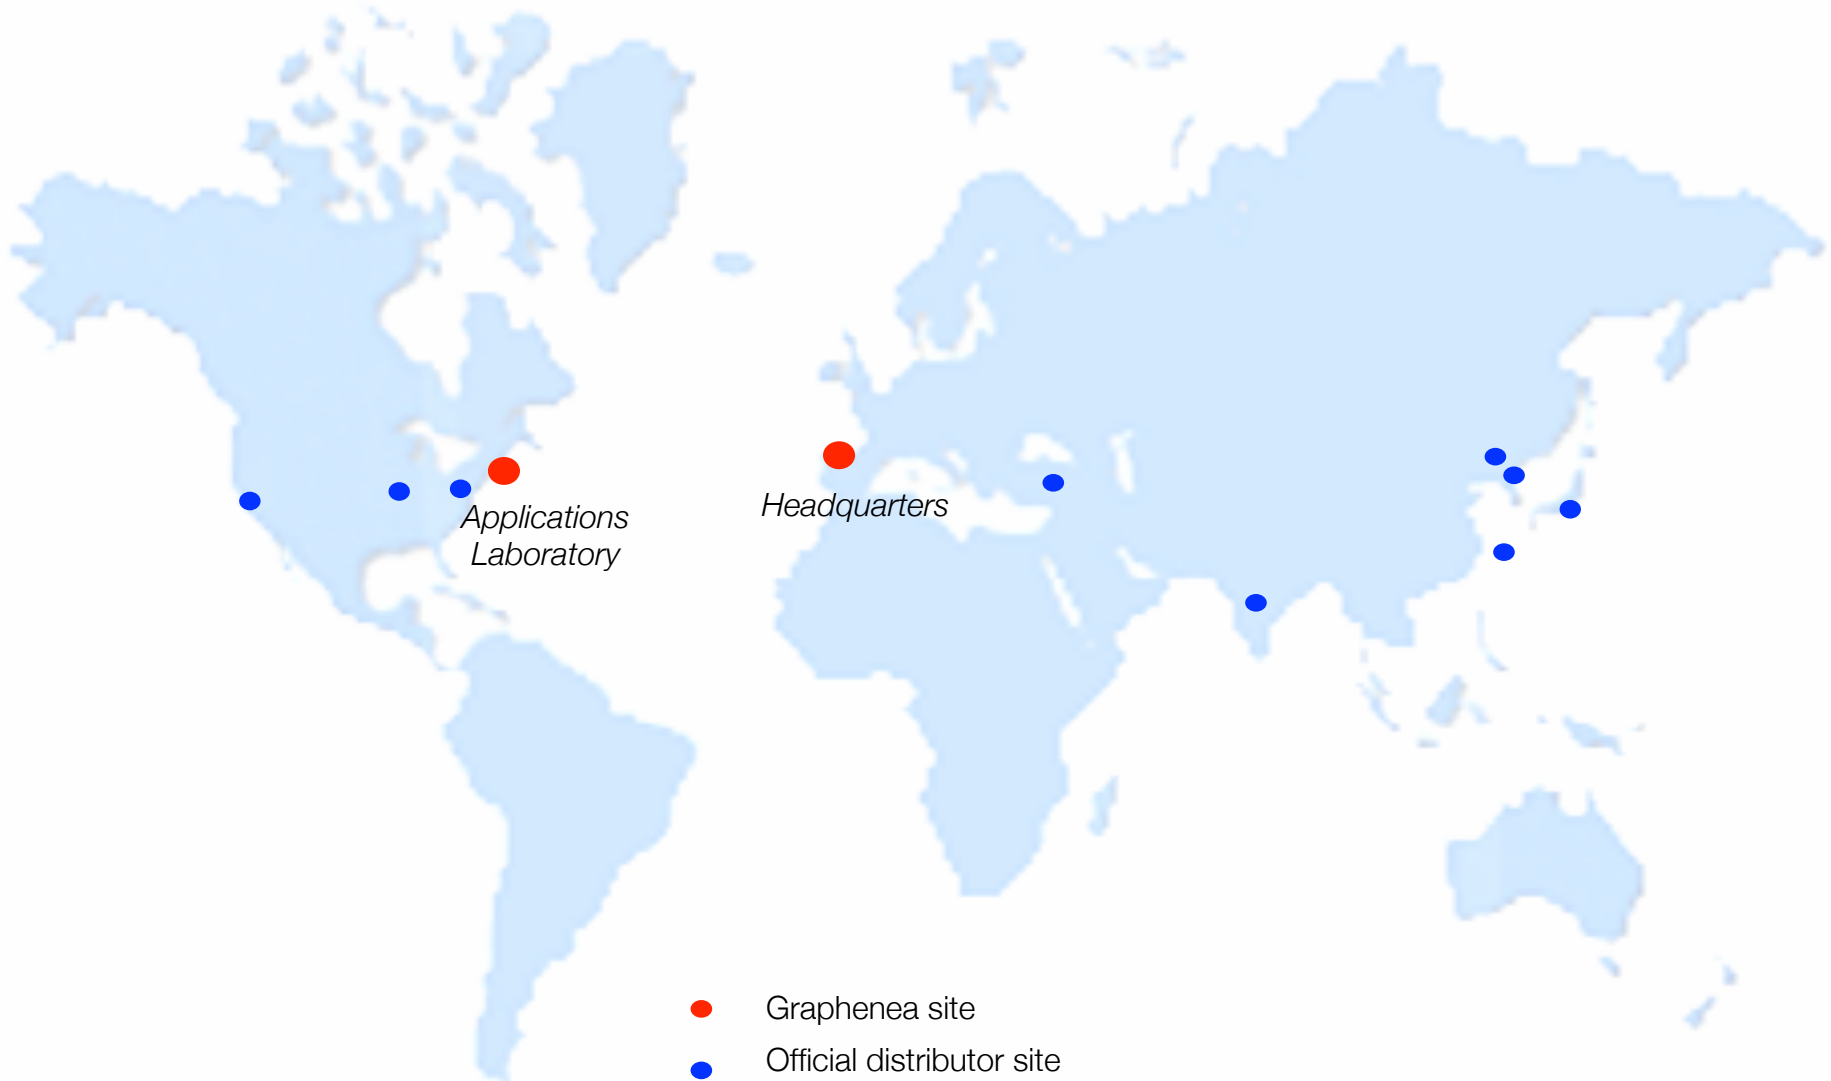 Headquarters
Applications
Laboratory
Graphenea site
Official distributor site